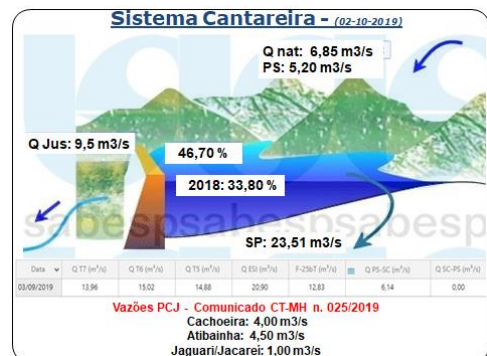 Sistema Cantareira - (02-10-2019)
Q nat: 6,85 m3/s
PS: 5,20 m3/s
Q Jus: 9,5 m3/s
46,70 %
2018: 33,80 %
sabespsabespsbsabesp
SP: 23,51 m3/s
Data Q T7 (m³/s) Q T6 (m³/s) Q T5 (m³/s) Q ESI (m³/s) F-25bT (m³/s) Q PS-SC (m³/s) Q SC-PS (m³/s)
03/09/2019 13,96 15,02 14,88 20,90 12,83 6,14 0,00
Vazões PCJ - Comunicado CT-MH n. 025/2019
Cachoeira: 4,00 m3/s
Atibainha: 4,50 m3/s
Jaguari/Jacareí: 1,00 m3/s